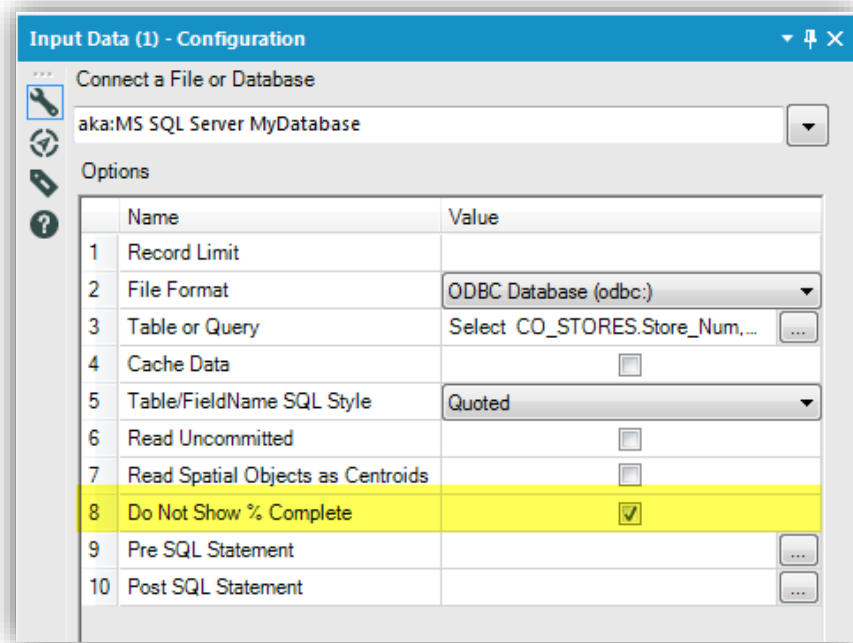 Input Data (1) - Configuration
Connect a File or Database
aka:MS SQL Server MyDatabase
Options
Name Value
1 Record Limit
2 File Format ODBC Database (odbc:)
3 Table or Query Select CO_STORES.Store_Num,... ...
4 Cache Data
5 Table/FieldName SQL Style Quoted
6 Read Uncommitted
7 Read Spatial Objects as Centroids
8 Do Not Show % Complete
9 Pre SQL Statement ...
10 Post SQL Statement ...